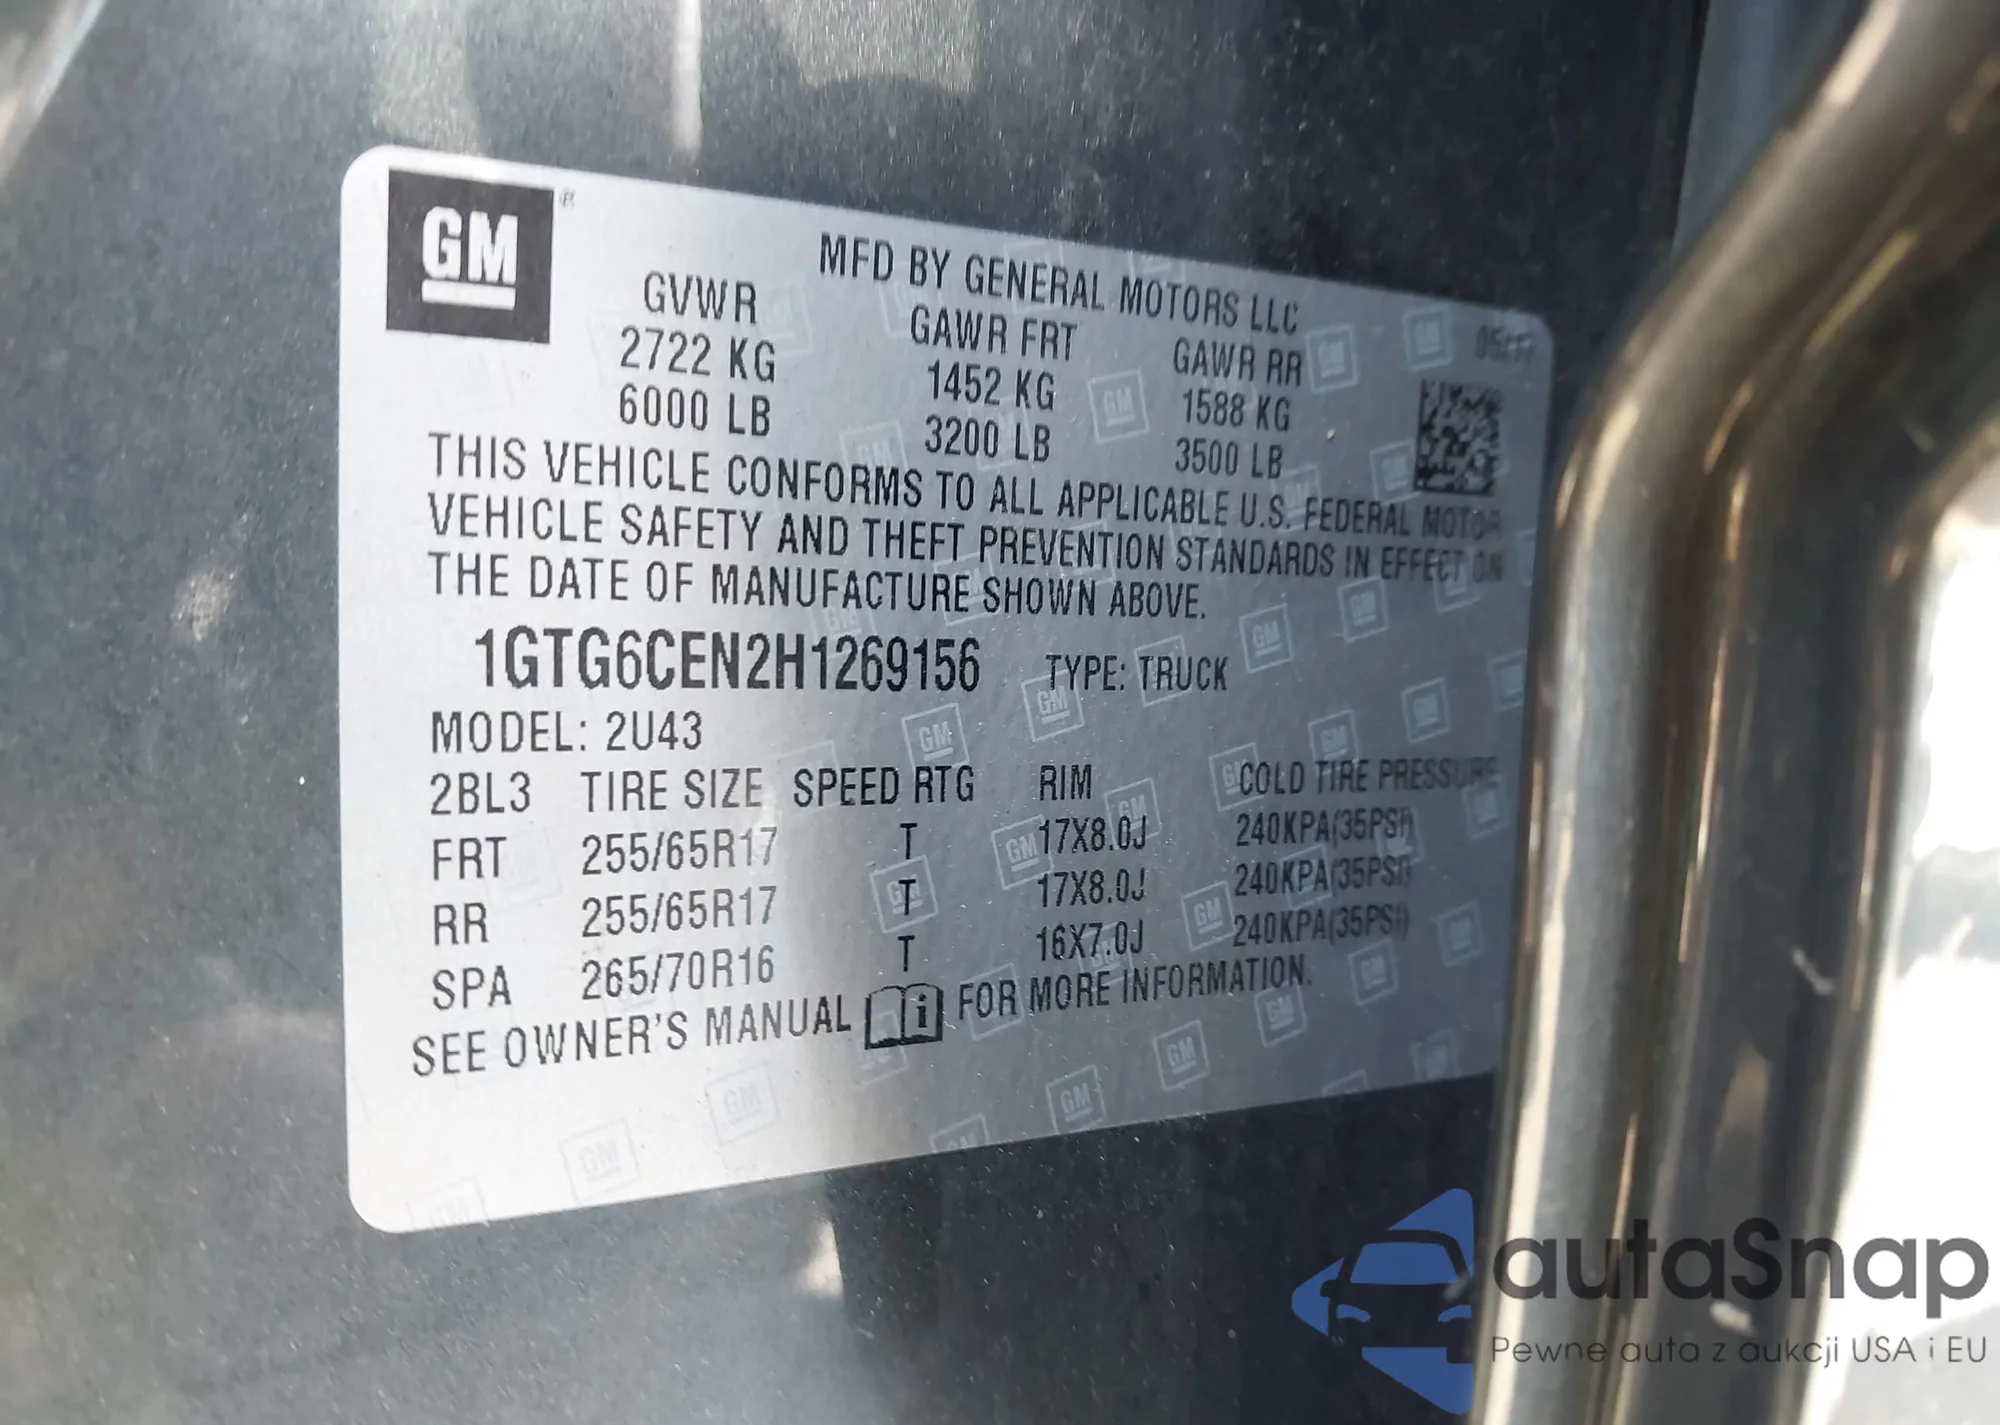 GM ®
MFD BY GENERAL MOTORS LLC
05/17
GVWR GAWR FRT GAWR RR
2722 KG 1452 KG 1588 KG
6000 LB 3200 LB 3500 LB
THIS VEHICLE CONFORMS TO ALL APPLICABLE U.S. FEDERAL MOTOR
VEHICLE SAFETY AND THEFT PREVENTION STANDARDS IN EFFECT ON
THE DATE OF MANUFACTURE SHOWN ABOVE.
1GTG6CEN2H1269156 TYPE: TRUCK
MODEL: 2U43
2BL3 TIRE SIZE SPEED RTG RIM COLD TIRE PRESSURE
FRT 255/65R17 T 17X8.0J 240KPA(35PSI)
RR 255/65R17 T 17X8.0J 240KPA(35PSI)
SPA 265/70R16 T 16X7.0J 240KPA(35PSI)
SEE OWNER'S MANUAL i FOR MORE INFORMATION.
autaSnap
Pewne auta z aukcji USA i EU